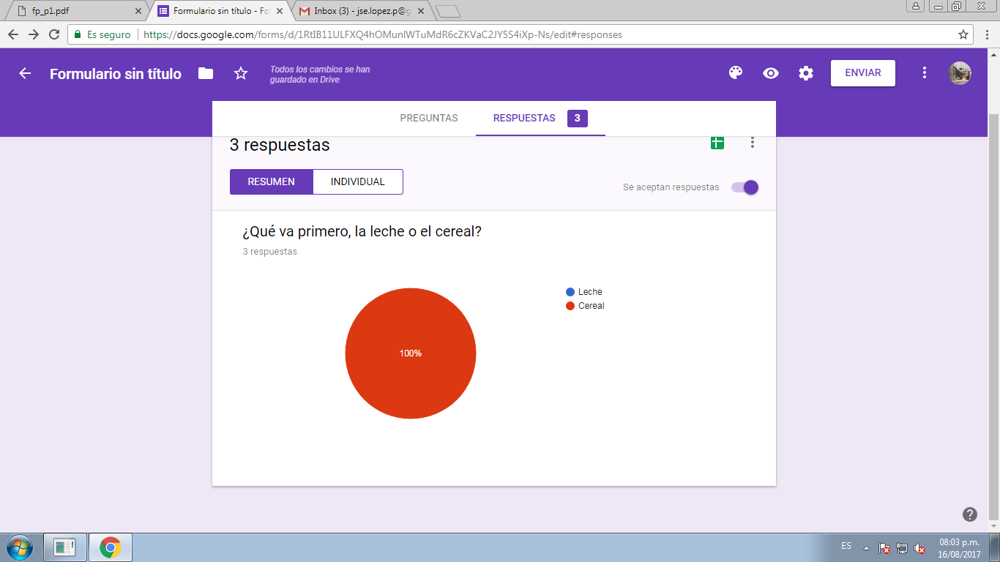 fp_p1.pdf
Formulario sin título - Fo
Inbox (3) - jse.lopez.p@g
Es seguro
https://docs.google.com/forms/d/1RtIB11ULFXQ4hOMunlWTuMdR6cZKVaC2JY5S4iXp-Ns/edit#responses
Formulario sin título
Todos los cambios se han
guardado en Drive
ENVIAR
PREGUNTAS
RESPUESTAS 3
3 respuestas
RESUMEN
INDIVIDUAL
Se aceptan respuestas
¿Qué va primero, la leche o el cereal?
3 respuestas
Leche
Cereal
100%
ES
08:03 p.m.
16/08/2017